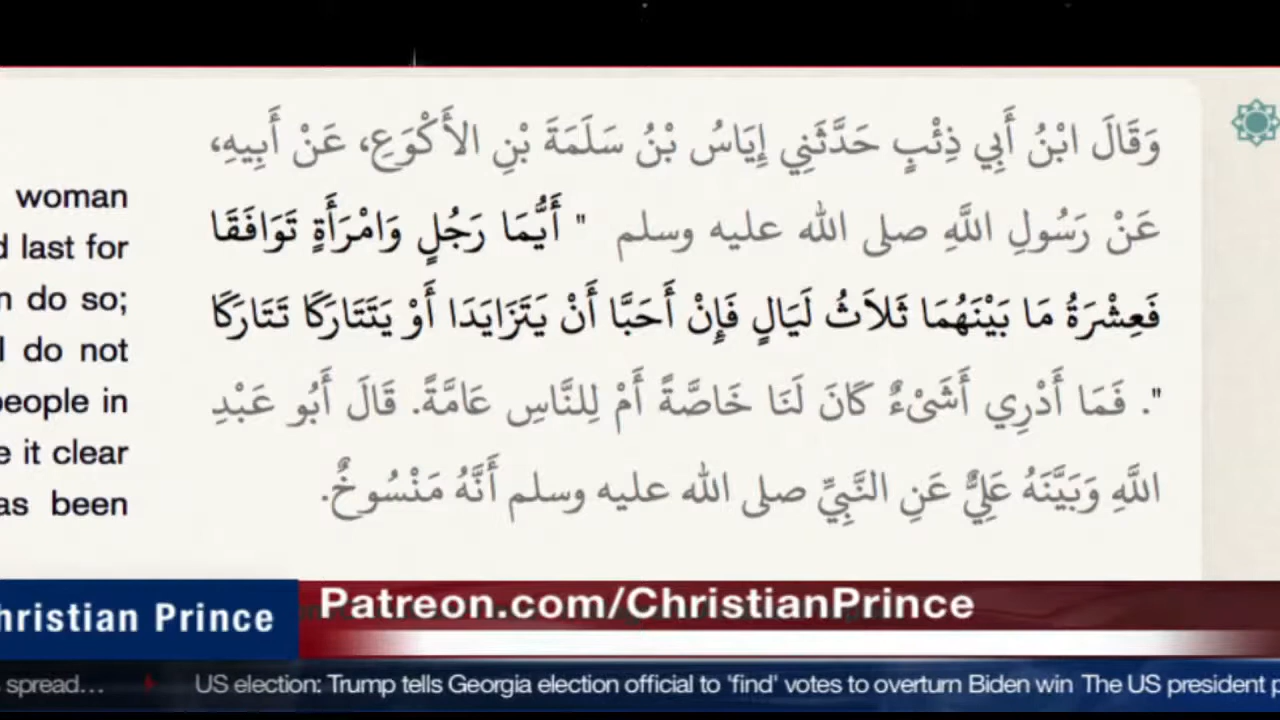 وَقَالَ ابْنُ أَبِي ذِئْبٍ حَدَّثَنِي إِيَاسُ بْنُ سَلَمَةَ بْنِ الأَكْوَعِ، عَنْ أَبِيهِ،
عَنْ رَسُولِ اللَّهِ صلى الله عليه وسلم " أَيُّمَا رَجُلٍ وَامْرَأَةٍ تَوَافَقَا
فَعِشْرَةُ مَا بَيْنَهُمَا ثَلاَثُ لَيَالٍ فَإِنْ أَحَبَّا أَنْ يَتَزَايَدَا أَوْ يَتَتَارَكَا تَتَارَكَا
". فَمَا أَدْرِي أَشَىْءٌ كَانَ لَنَا خَاصَّةً أَمْ لِلنَّاسِ عَامَّةً. قَالَ أَبُو عَبْدِ
اللَّهِ وَبَيَّنَهُ عَلِيٌّ عَنِ النَّبِيِّ صلى الله عليه وسلم أَنَّهُ مَنْسُوخٌ.
woman
d last for
n do so;
I do not
people in
e it clear
as been
hristian Prince
Patreon.com/ChristianPrince
spread...
US election: Trump tells Georgia election official to 'find' votes to overturn Biden win The US president p